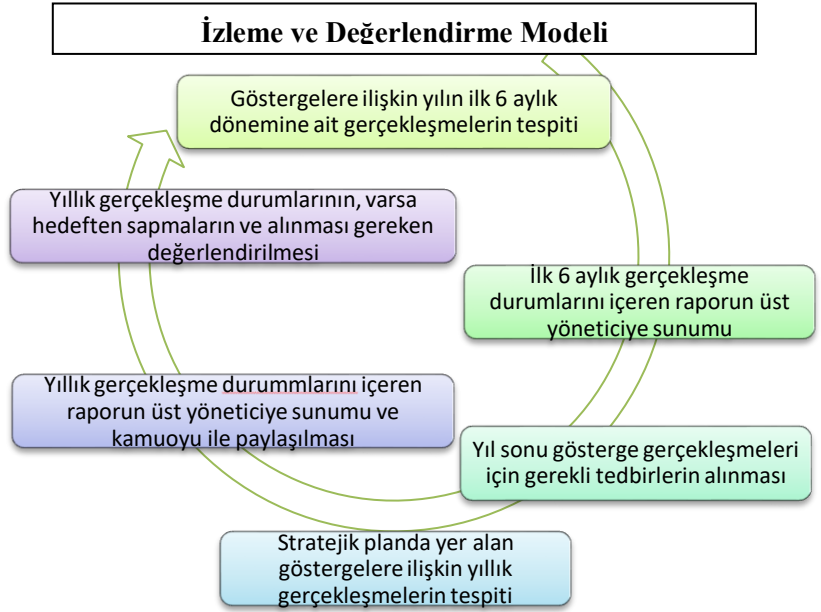 İzleme ve Değerlendirme Modeli
Göstergelere ilişkin yılın ilk 6 aylık
dönemine ait gerçekleşmelerin tespiti
İlk 6 aylık gerçekleşme
durumlarını içeren raporun üst
yöneticiye sunumu
Yıl sonu gösterge gerçekleşmeleri
için gerekli tedbirlerin alınması
Stratejik planda yer alan
göstergelere ilişkin yıllık
gerçekleşmelerin tespiti
Yıllık gerçekleşme durummlarını içeren
raporun üst yöneticiye sunumu ve
kamuoyu ile paylaşılması
Yıllık gerçekleşme durumlarının, varsa
hedeften sapmaların ve alınması gereken
değerlendirilmesi